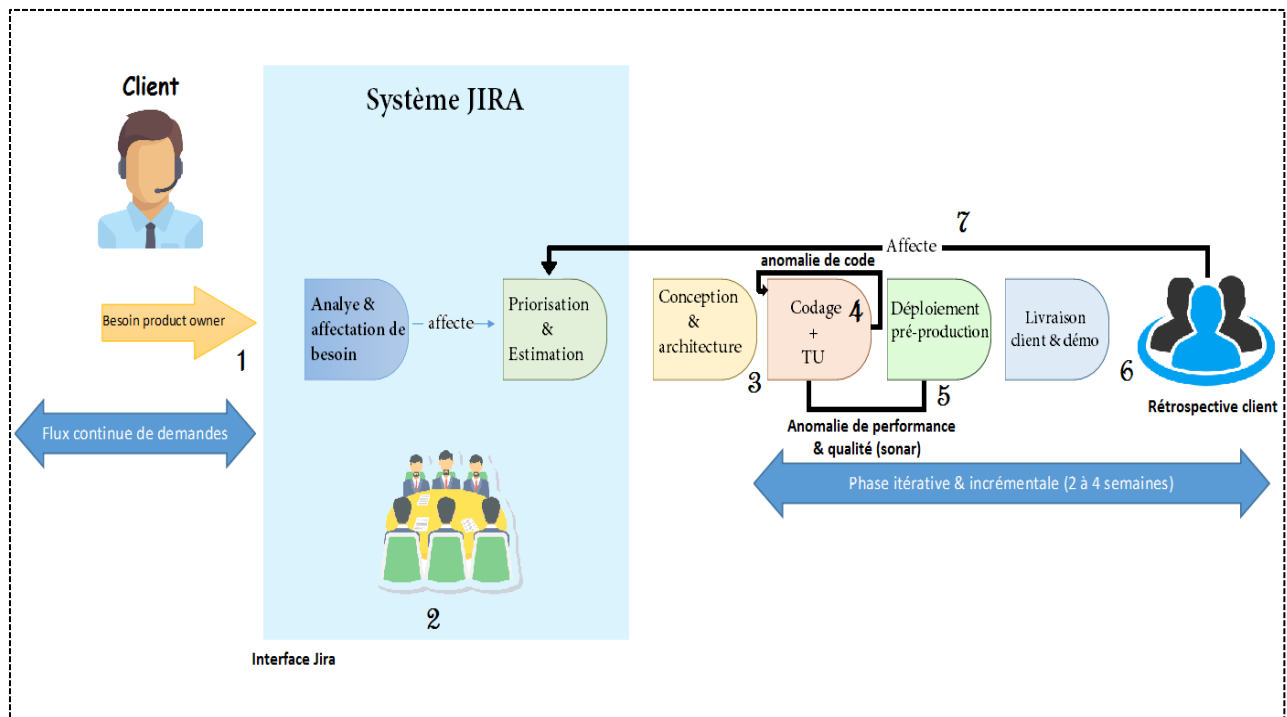 Client
Système JIRA
7
Affecte
anomalie de code
Besoin product owner
1
Analye &
affectation de
besoin
affecte
Priorisation
&
Estimation
Conception
&
architecture
3
Codage
+
TU
4
Déploiement
pré-production
5
Livraison
client & démo
6
Rétrospective client
Anomalie de performance
& qualité (sonar)
Flux continue de demandes
Phase itérative & incrémentale (2 à 4 semaines)
2
Interface Jira